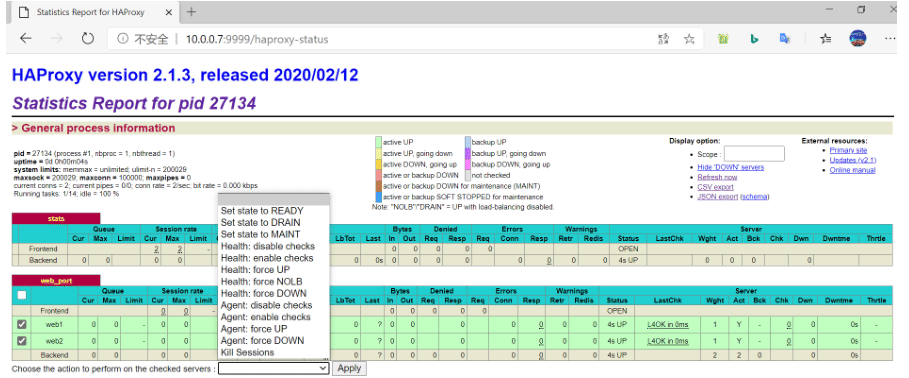 Statistics Report for HAProxy
不安全 | 10.0.0.7:9999/haproxy-status
HAProxy version 2.1.3, released 2020/02/12
Statistics Report for pid 27134
> General process information
pid = 27134 (process #1, nbproc = 1, nbthread = 1)
uptime = 0d 0h00m04s
system limits: memmax = unlimited; ulimit-n = 200029
maxsock = 200029; maxconn = 100000; maxpipes = 0
current conns = 2; current pipes = 0/0; conn rate = 2/sec; bit rate = 0.000 kbps
Running tasks: 1/14; idle = 100 %
active UP backup UP
active UP, going down backup UP, going down
active DOWN, going up backup DOWN, going up
active or backup DOWN not checked
active or backup DOWN for maintenance (MAINT)
active or backup SOFT STOPPED for maintenance
Note: "NOLB"/"DRAIN" = UP with load-balancing disabled.
Display option:
Scope :
Hide 'DOWN' servers
Refresh now
CSV export
JSON export (schema)
External resources:
Primary site
Updates (v2.1)
Online manual
stats
Queue Session rate Bytes Denied Errors Warnings Server
Cur Max Limit Cur Max LbTot Last In Out Req Resp Req Conn Resp Retr Redis Status LastChk Wght Act Bck Chk Dwn Dwntme Thrtle
Frontend 2 2 - 0 0 0 0 0 OPEN
Backend 0 0 0 0 0 0s 0 0 0 0 0 0 0 0 4s UP 0 0 0 0
web_port
Queue Session rate Bytes Denied Errors Warnings Server
Cur Max Limit Cur Max Limit LbTot Last In Out Req Resp Req Conn Resp Retr Redis Status LastChk Wght Act Bck Chk Dwn Dwntme Thrtle
Frontend 0 0 - 0 0 0 0 0 OPEN
web1 0 0 - 0 0 0 ? 0 0 0 0 0 0 0 4s UP L4OK in 0ms 1 Y - 0 0 0s -
web2 0 0 - 0 0 0 ? 0 0 0 0 0 0 0 4s UP L4OK in 0ms 1 Y - 0 0 0s -
Backend 0 0 0 0 0 ? 0 0 0 0 0 0 0 0 4s UP 2 2 0 0 0s
Set state to READY
Set state to DRAIN
Set state to MAINT
Health: disable checks
Health: enable checks
Health: force UP
Health: force NOLB
Health: force DOWN
Agent: disable checks
Agent: enable checks
Agent: force UP
Agent: force DOWN
Kill Sessions
Choose the action to perform on the checked servers : Apply